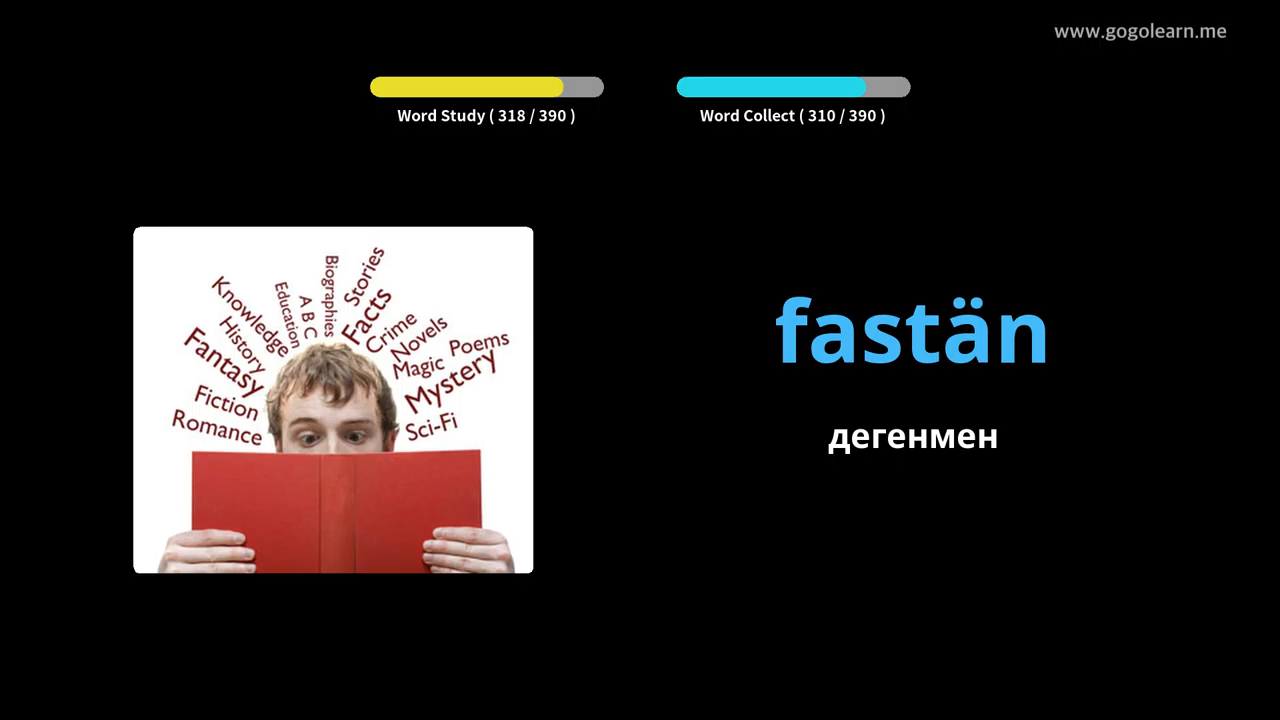 www.gogolearn.me
Word Study ( 318 / 390 )
Word Collect ( 310 / 390 )
Knowledge
Education
A B C
Biographies
Stories
Facts
Crime
Novels
Poems
History
Magic
Fantasy
Mystery
Fiction
Sci-Fi
Romance
fastän
дегенмен